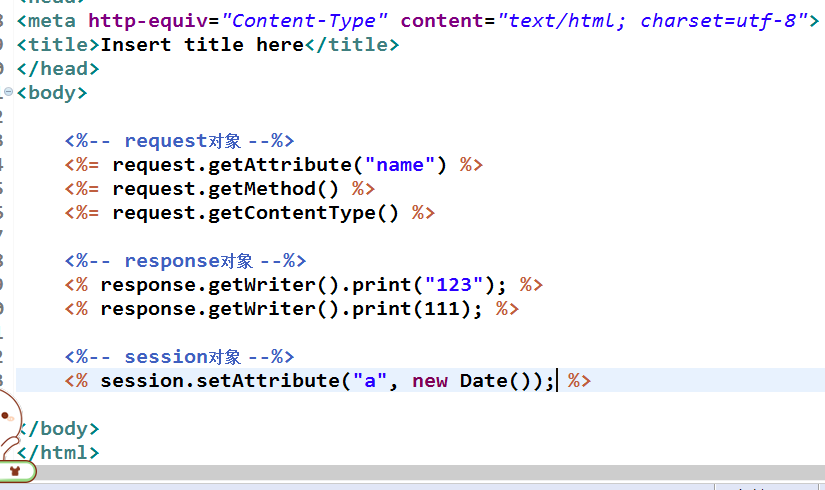 <head>
<meta http-equiv="Content-Type" content="text/html; charset=utf-8">
<title>Insert title here</title>
</head>
<body>
<%-- request对象 --%>
<%= request.getAttribute("name") %>
<%= request.getMethod() %>
<%= request.getContentType() %>
<%-- response对象 --%>
<% response.getWriter().print("123"); %>
<% response.getWriter().print(111); %>
<%-- session对象 --%>
<% session.setAttribute("a", new Date()); %>
</body>
</html>